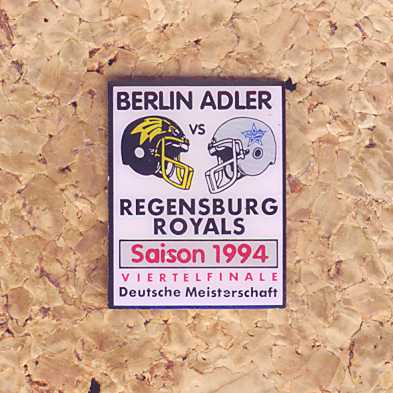 BERLIN ADLER
VS
REGENSBURG
ROYALS
Saison 1994
VIERTELFINALE
Deutsche Meisterschaft